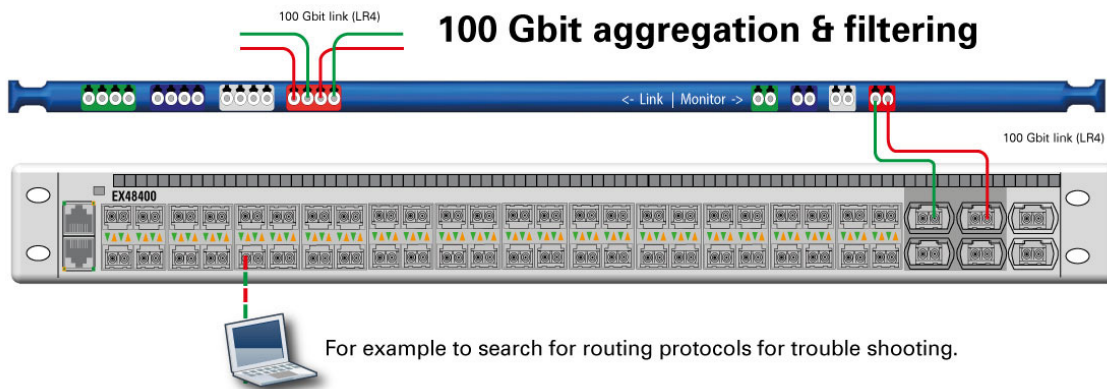 100 Gbit link (LR4)
100 Gbit aggregation & filtering
<- Link | Monitor ->
100 Gbit link (LR4)
EX48400
For example to search for routing protocols for trouble shooting.